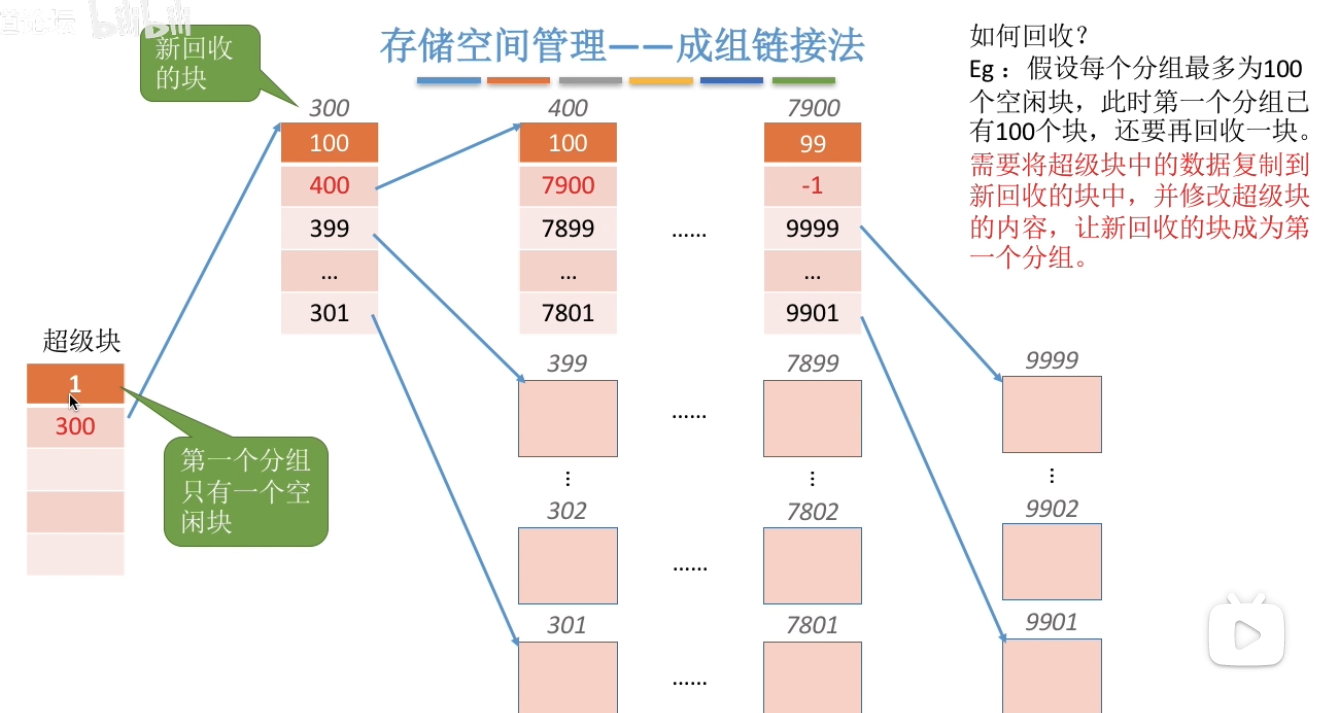 bilibili
存储空间管理——成组链接法
新回收
的块
如何回收？
Eg： 假设每个分组最多为100
个空闲块，此时第一个分组已
有100个块，还要再回收一块。
需要将超级块中的数据复制到
新回收的块中，并修改超级块
的内容，让新回收的块成为第
一个分组。
300
100
400
399
...
301
400
100
7900
7899
...
7801
......
7900
99
-1
9999
...
9901
超级块
1
300
第一个分组
只有一个空
闲块
399
......
7899
9999
⋮
⋮
⋮
302
......
7802
9902
301
......
7801
9901